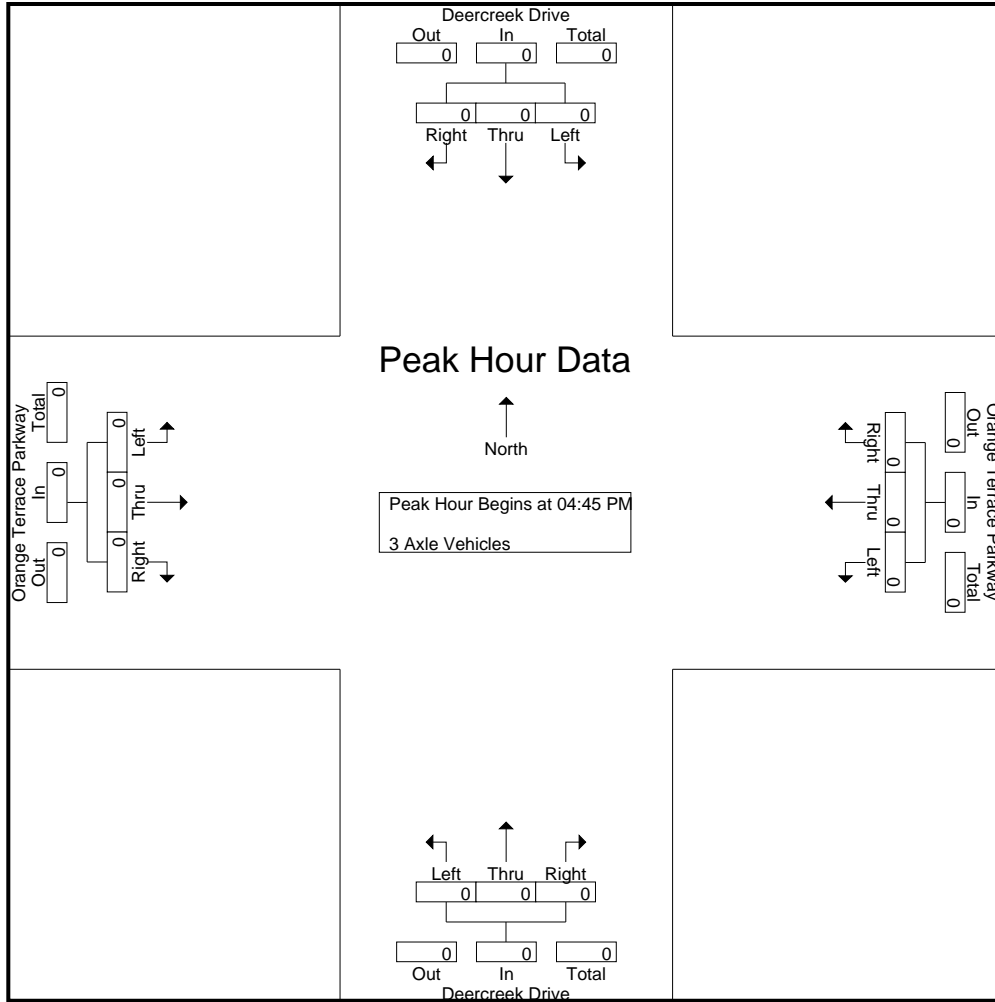 Deercreek Drive
Out In Total
0 0 0
0 0 0
Right Thru Left
Peak Hour Data
North
Peak Hour Begins at 04:45 PM
3 Axle Vehicles
Orange Terrace Parkway
Out In Total
0 0 0
Right Thru Left
0 0 0
Orange Terrace Parkway
Total In Out
0 0 0
0 0 0
Left Thru Right
Left Thru Right
0 0 0
0 0 0
Out In Total
Deercreek Drive